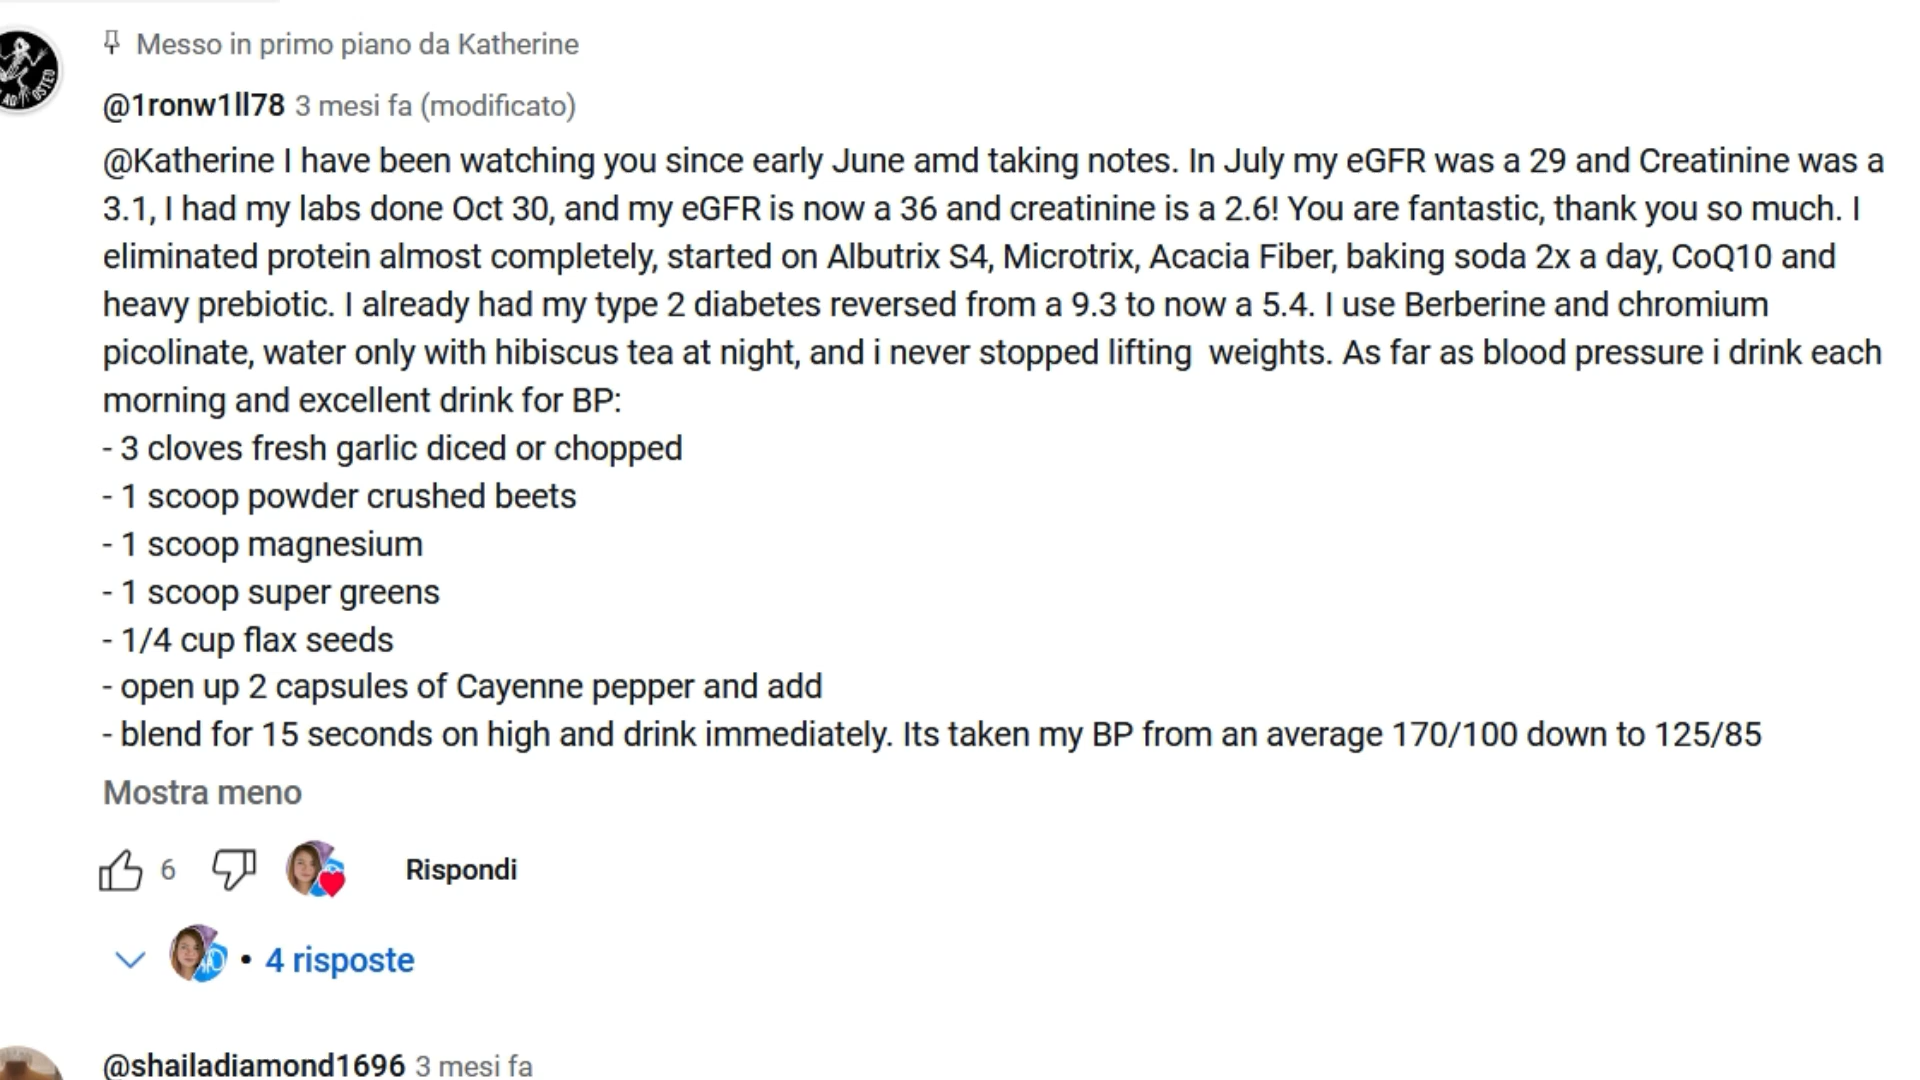 Messo in primo piano da Katherine
@1ronw1ll78 3 mesi fa (modificato)
@Katherine I have been watching you since early June amd taking notes. In July my eGFR was a 29 and Creatinine was a
3.1, I had my labs done Oct 30, and my eGFR is now a 36 and creatinine is a 2.6! You are fantastic, thank you so much. I
eliminated protein almost completely, started on Albutrix S4, Microtrix, Acacia Fiber, baking soda 2x a day, CoQ10 and
heavy prebiotic. I already had my type 2 diabetes reversed from a 9.3 to now a 5.4. I use Berberine and chromium
picolinate, water only with hibiscus tea at night, and i never stopped lifting  weights. As far as blood pressure i drink each
morning and excellent drink for BP:
- 3 cloves fresh garlic diced or chopped
- 1 scoop powder crushed beets
- 1 scoop magnesium
- 1 scoop super greens
- 1/4 cup flax seeds
- open up 2 capsules of Cayenne pepper and add
- blend for 15 seconds on high and drink immediately. Its taken my BP from an average 170/100 down to 125/85
Mostra meno
6
Rispondi
• 4 risposte
@shailadiamond1696 3 mesi fa